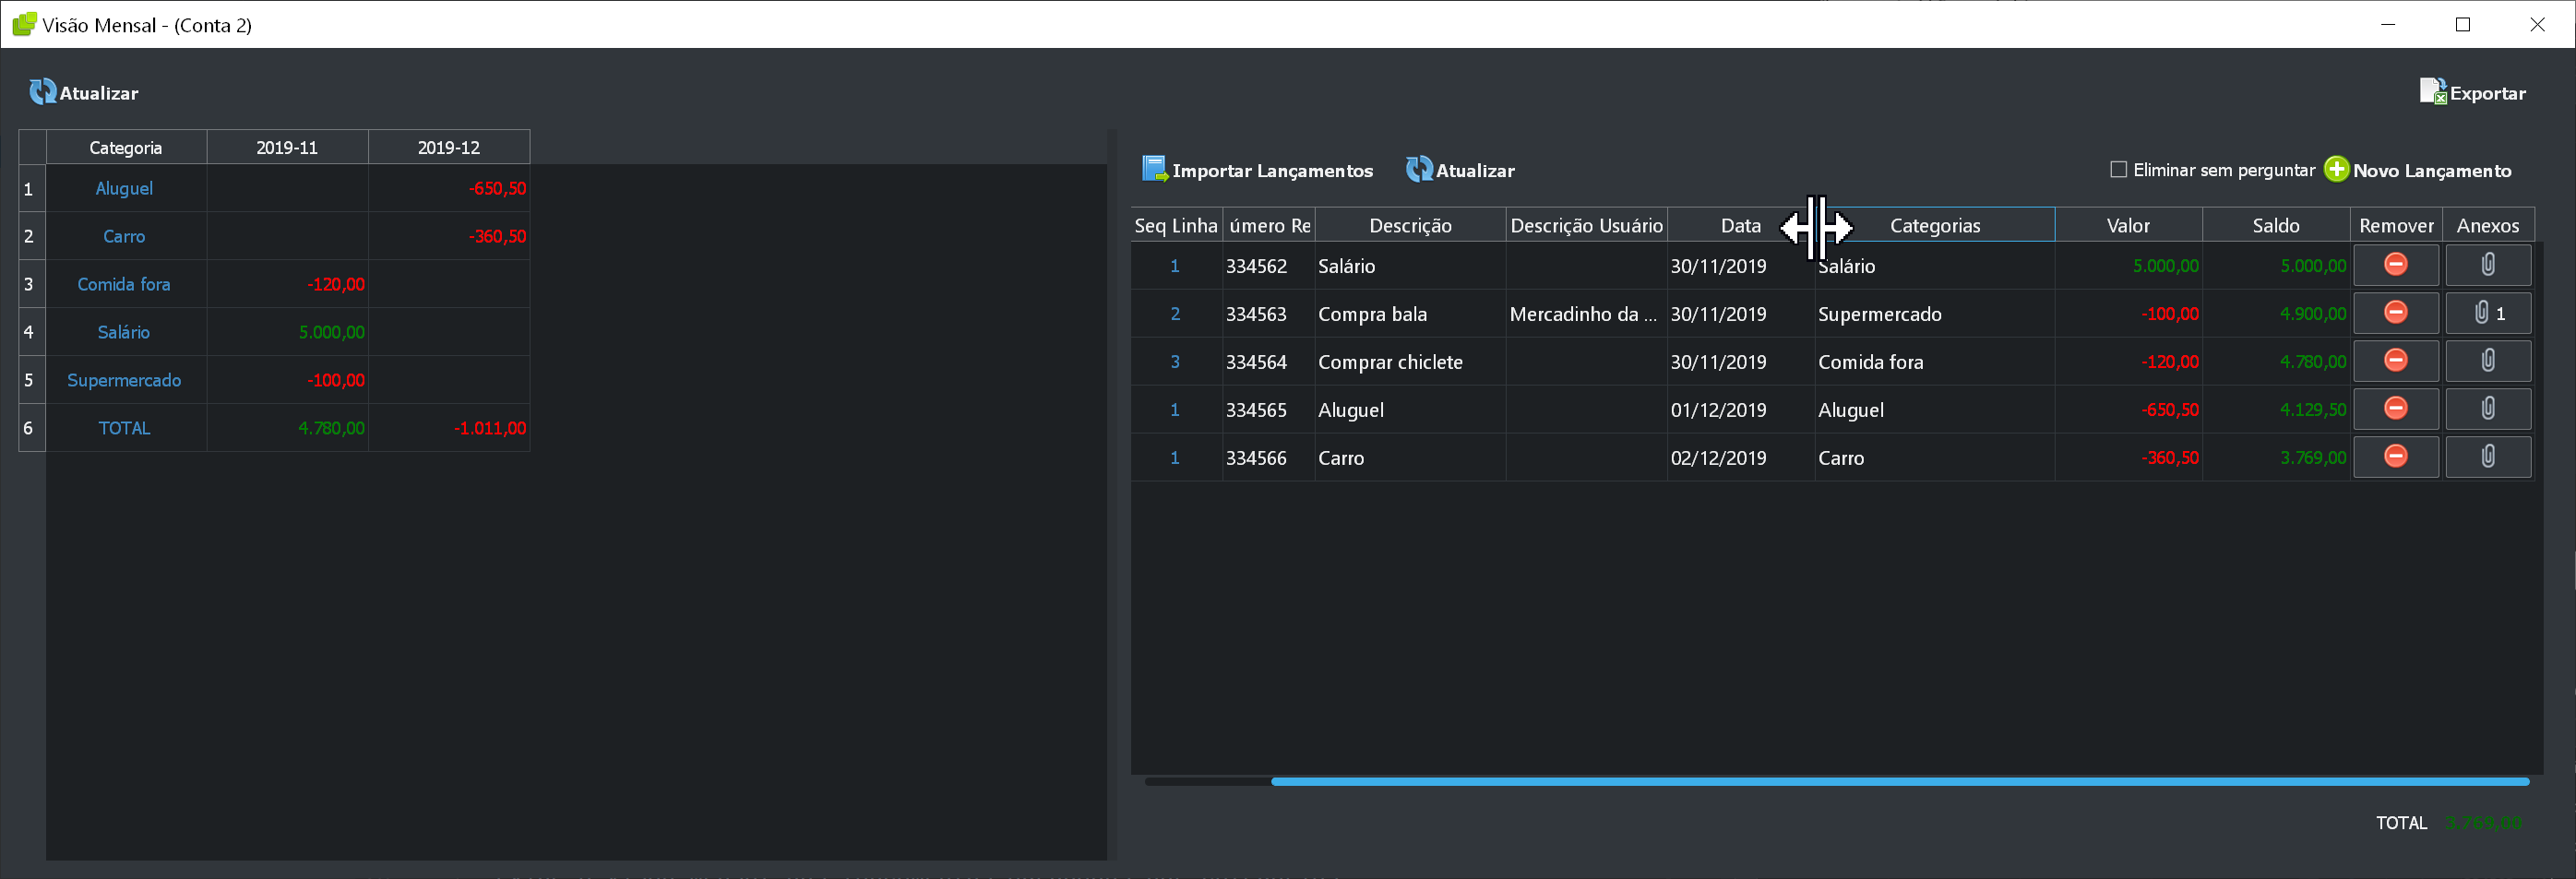 Visão Mensal - (Conta 2)
Atualizar
Exportar
Categoria 2019-11 2019-12
1 Aluguel -650,50
2 Carro -360,50
3 Comida fora -120,00
4 Salário 5.000,00
5 Supermercado -100,00
6 TOTAL 4.780,00 -1.011,00
Importar Lançamentos Atualizar Eliminar sem perguntar Novo Lançamento
Seq Linha úmero Re Descrição Descrição Usuário Data Categorias Valor Saldo Remover Anexos
1 334562 Salário 30/11/2019 Salário 5.000,00 5.000,00
2 334563 Compra bala Mercadinho da ... 30/11/2019 Supermercado -100,00 4.900,00 1
3 334564 Comprar chiclete 30/11/2019 Comida fora -120,00 4.780,00
1 334565 Aluguel 01/12/2019 Aluguel -650,50 4.129,50
1 334566 Carro 02/12/2019 Carro -360,50 3.769,00
TOTAL 3.769,00